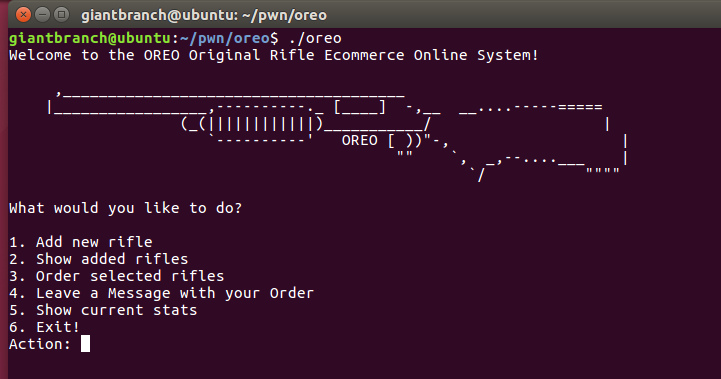 giantbranch@ubuntu: ~/pwn/oreo
giantbranch@ubuntu:~/pwn/oreo$ ./oreo
Welcome to the OREO Original Rifle Ecommerce Online System!
     ,______________________________________
    |_________________,----------._ [____]  -,__  __....-----=====
                   (_(||||||||||||)___________/                   |
                      `----------'   OREO [ ))"-,                   |
                                           ""    `,  _,--....___    |
                                                   `/           """"
What would you like to do?
1. Add new rifle
2. Show added rifles
3. Order selected rifles
4. Leave a Message with your Order
5. Show current stats
6. Exit!
Action: